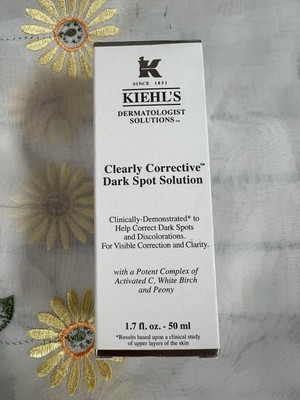 K
SINCE 1851
KIEHL'S
DERMATOLOGIST
SOLUTIONS™
Clearly Corrective™
Dark Spot Solution
Clinically-Demonstrated* to
Help Correct Dark Spots
and Discolorations.
For Visible Correction and Clarity.
with a Potent Complex of
Activated C, White Birch
and Peony
1.7 fl. oz. - 50 ml
*Results based upon a clinical study
of upper layers of the skin